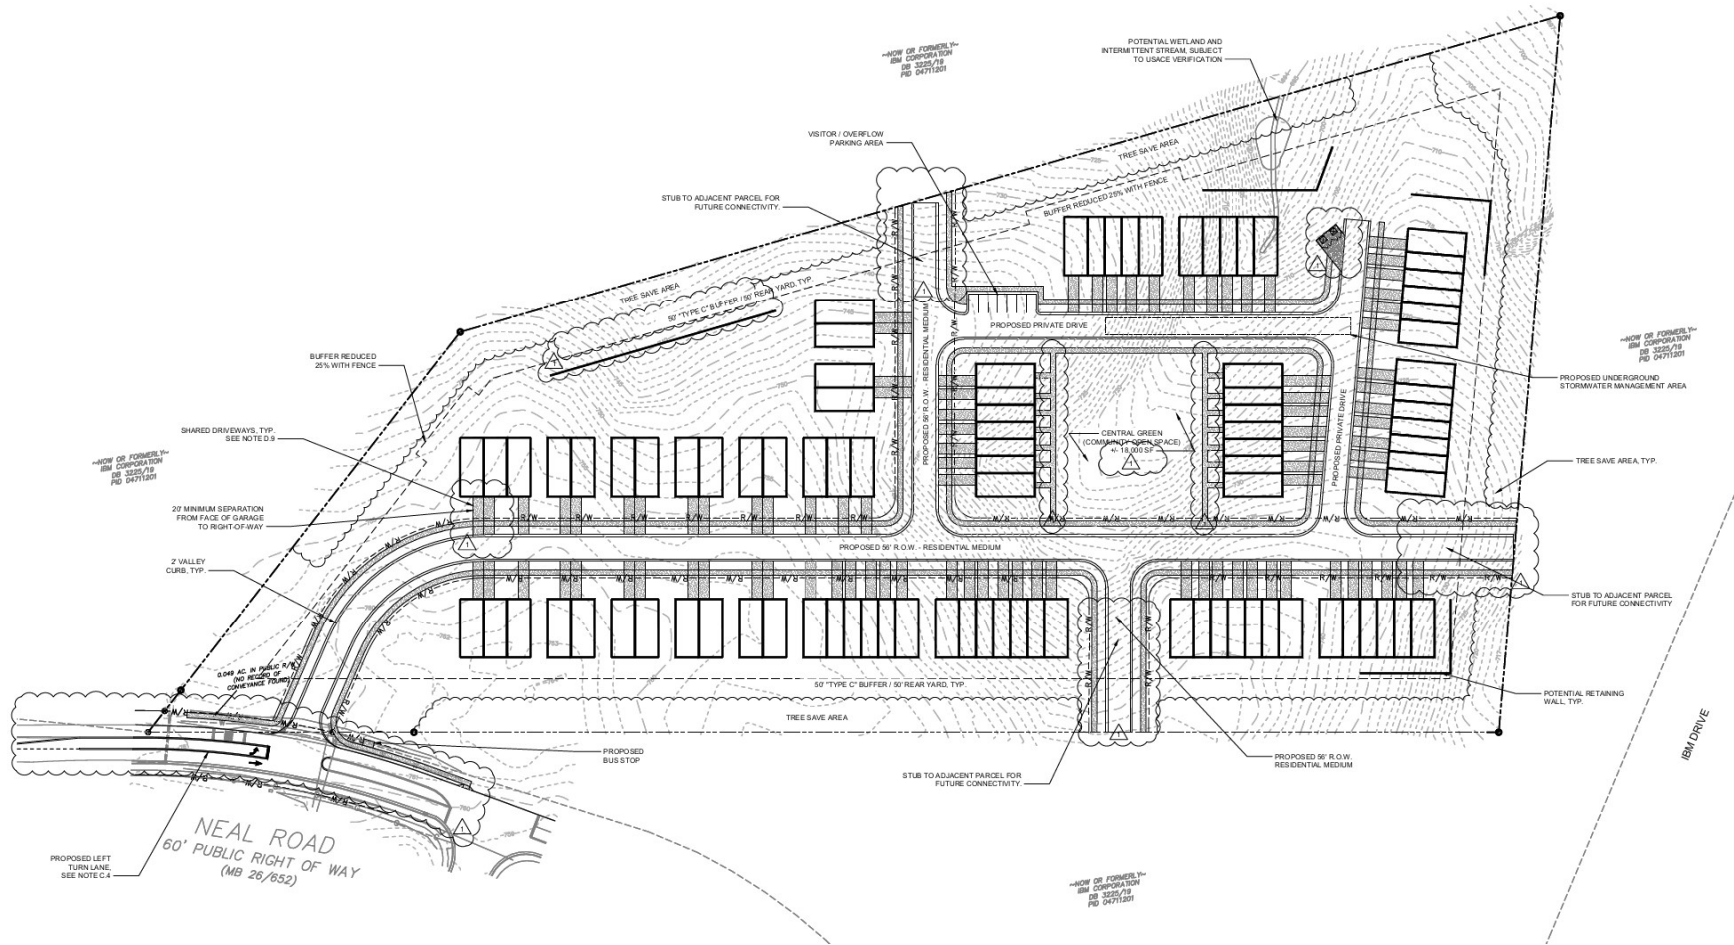 ~NOW OR FORMERLY~
IBM CORPORATION
DB 3225/19
PID 04711201
POTENTIAL WETLAND AND
INTERMITTENT STREAM, SUBJECT
TO USACE VERIFICATION
VISITOR / OVERFLOW
PARKING AREA
TREE SAVE AREA
BUFFER REDUCED 25% WITH FENCE
STUB TO ADJACENT PARCEL FOR
FUTURE CONNECTIVITY.
TREE SAVE AREA
50' "TYPE C" BUFFER / 50' REAR YARD, TYP.
PROPOSED PRIVATE DRIVE
PROPOSED 56' R.O.W. - RESIDENTIAL MEDIUM
BUFFER REDUCED
25% WITH FENCE
~NOW OR FORMERLY~
IBM CORPORATION
DB 3225/19
PID 04711201
PROPOSED UNDERGROUND
STORMWATER MANAGEMENT AREA
SHARED DRIVEWAYS, TYP.
SEE NOTE D.9
CENTRAL GREEN
(COMMUNITY OPEN SPACE)
+/- 18,000 SF
1
PROPOSED PRIVATE DRIVE
~NOW OR FORMERLY~
IBM CORPORATION
DB 3225/19
PID 04711201
TREE SAVE AREA, TYP.
20' MINIMUM SEPARATION
FROM FACE OF GARAGE
TO RIGHT-OF-WAY
R/W
PROPOSED 56' R.O.W. - RESIDENTIAL MEDIUM
2' VALLEY
CURB, TYP.
STUB TO ADJACENT PARCEL
FOR FUTURE CONNECTIVITY
0.049 AC. IN PUBLIC R/W
(NO RECORD OF
CONVEYANCE FOUND)
50' "TYPE C" BUFFER / 50' REAR YARD, TYP.
TREE SAVE AREA
POTENTIAL RETAINING
WALL, TYP.
PROPOSED
BUS STOP
PROPOSED 56' R.O.W.
RESIDENTIAL MEDIUM
STUB TO ADJACENT PARCEL FOR
FUTURE CONNECTIVITY.
IBM DRIVE
NEAL ROAD
60' PUBLIC RIGHT OF WAY
(MB 26/652)
PROPOSED LEFT
TURN LANE,
SEE NOTE C.4
~NOW OR FORMERLY~
IBM CORPORATION
DB 3225/19
PID 04711201